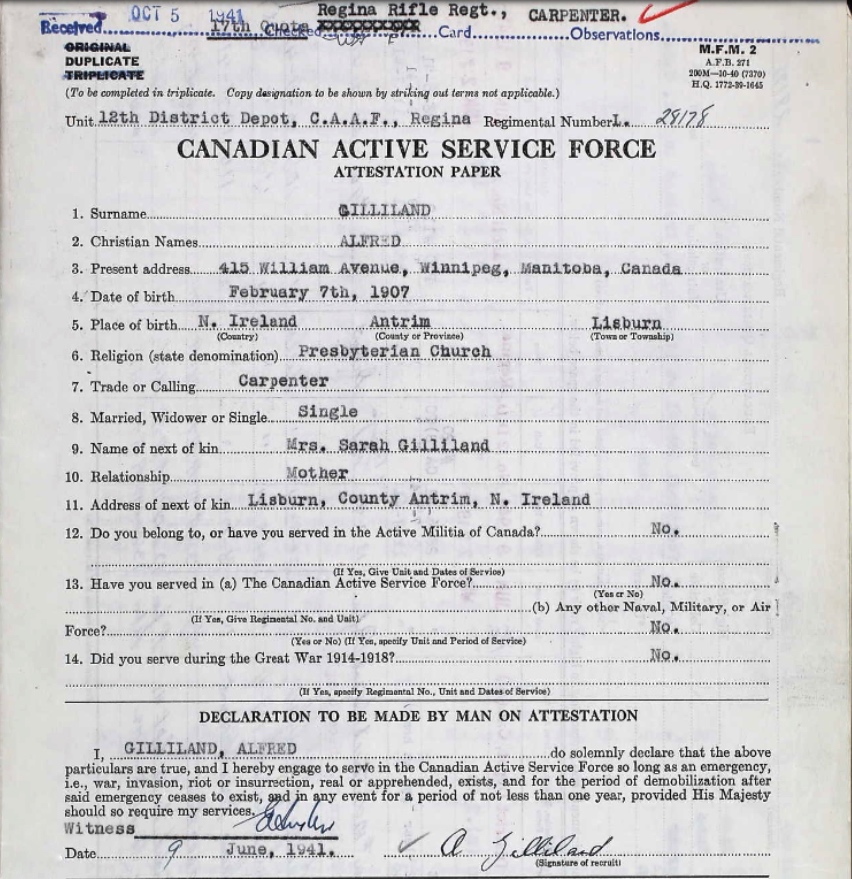 OCT 5 1941 Regina Rifle Regt., CARPENTER.
Received 17th Quota Checked Card Observations
ORIGINAL
DUPLICATE
TRIPLICATE
M.F.M. 2
A.F.B. 271
200M—10-40 (7370)
H.Q. 1772-39-1645
(To be completed in triplicate. Copy designation to be shown by striking out terms not applicable.)
Unit 12th District Depot, C.A.A.F., Regina Regimental Number L. 28178
CANADIAN ACTIVE SERVICE FORCE
ATTESTATION PAPER
1. Surname GILLILAND
2. Christian Names ALFRED
3. Present address 415 William Avenue, Winnipeg, Manitoba, Canada
4. Date of birth February 7th, 1907
5. Place of birth N. Ireland Antrim Lisburn
(Country) (County or Province) (Town or Township)
6. Religion (state denomination) Presbyterian Church
7. Trade or Calling Carpenter
8. Married, Widower or Single Single
9. Name of next of kin Mrs. Sarah Gilliland
10. Relationship Mother
11. Address of next of kin Lisburn, County Antrim, N. Ireland
12. Do you belong to, or have you served in the Active Militia of Canada? No.
(If Yes, Give Unit and Dates of Service)
13. Have you served in (a) The Canadian Active Service Force? No.
(Yes or No)
(b) Any other Naval, Military, or Air
(If Yes, Give Regimental No. and Unit)
Force? No.
(Yes or No) (If Yes, specify Unit and Period of Service)
14. Did you serve during the Great War 1914-1918? No.
(If Yes, specify Regimental No., Unit and Dates of Service)
DECLARATION TO BE MADE BY MAN ON ATTESTATION
I, GILLILAND, ALFRED do solemnly declare that the above
particulars are true, and I hereby engage to serve in the Canadian Active Service Force so long as an emergency,
i.e., war, invasion, riot or insurrection, real or apprehended, exists, and for the period of demobilization after
said emergency ceases to exist, and in any event for a period of not less than one year, provided His Majesty
should so require my services.
Witness
Date 9 June, 1941. A Gilliland
(Signature of recruit)